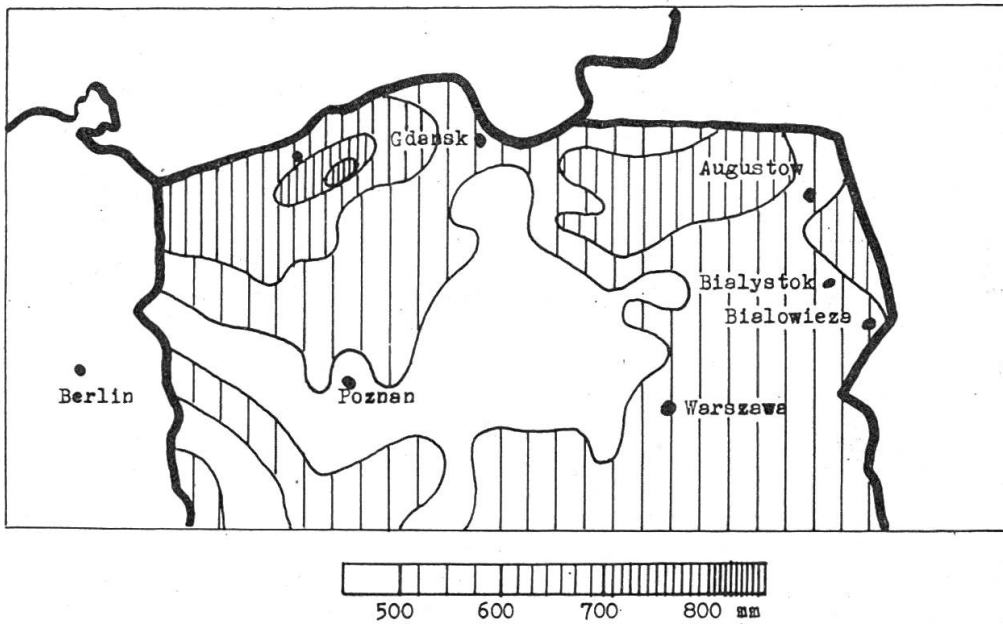 Gdansk
Augustow
Bialystok
Bialowieza
Berlin
Poznan
Warszawa
500 600 700 800 mm